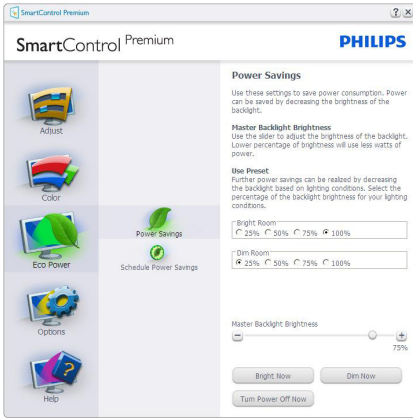 SmartControl Premium
? X
SmartControl Premium
PHILIPS
Adjust
Color
Eco Power
Options
Help
Power Savings
Schedule Power Savings
Power Savings
Use these settings to save power consumption. Power
can be saved by decreasing the brightness of the
backlight.
Master Backlight Brightness
Use the slider to adjust the brightness of the backlight.
Lower percentage of brightness will use less watts of
power.
Use Preset
Further power savings can be realized by decreasing
the backlight based on lighting conditions. Select the
percentage of the backlight brightness for your lighting
conditions.
Bright Room
25% 50% 75% 100%
Dim Room
25% 50% 75% 100%
Master Backlight Brightness
75%
Bright Now
Dim Now
Turn Power Off Now